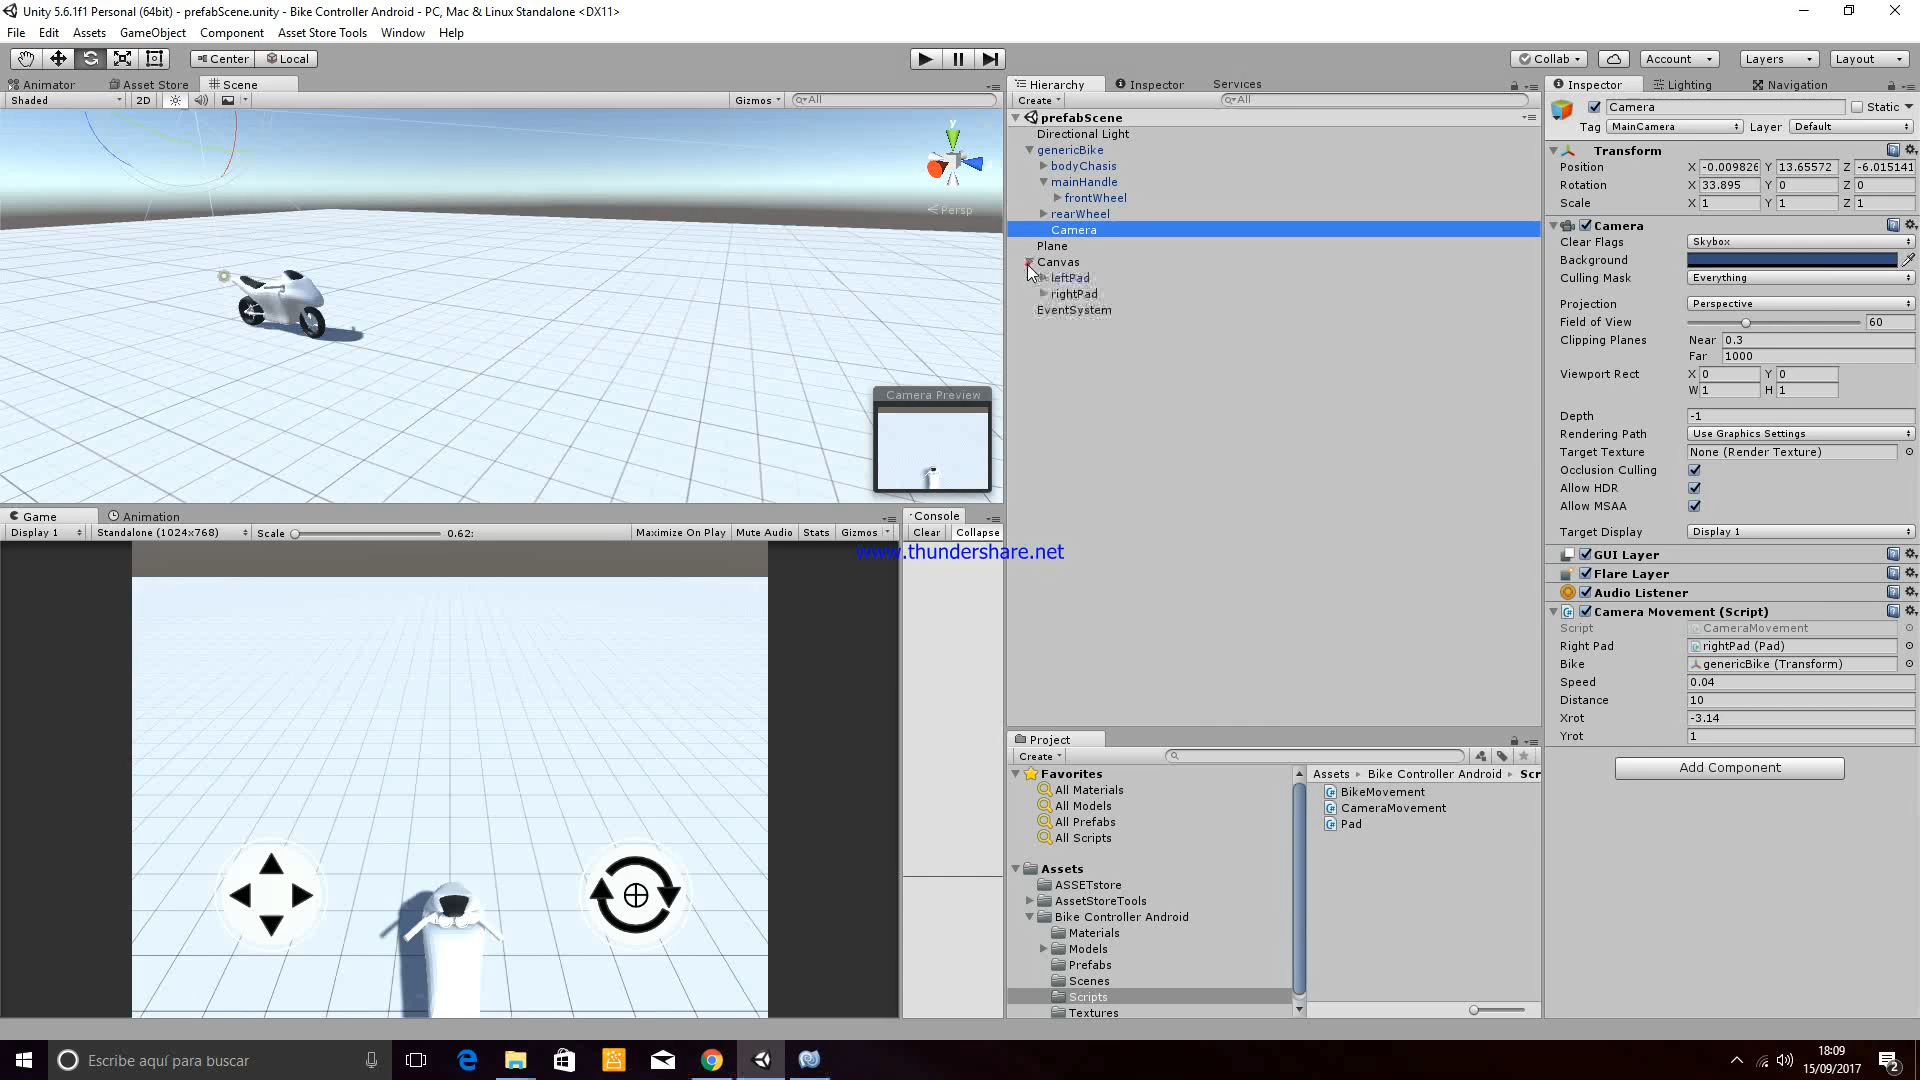 Unity 5.6.1f1 Personal (64bit) - prefabScene.unity - Bike Controller Android - PC, Mac & Linux Standalone <DX11>
File Edit Assets GameObject Component Asset Store Tools Window Help
Center Local
Collab Account Layers Layout
Animator Asset Store Scene
Shaded 2D Gizmos All
y
Persp
Camera Preview
Game Animation
Display 1 Standalone (1024x768) Scale 0.62: Maximize On Play Mute Audio Stats Gizmos
Console
Clear Collapse
www.thundershare.net
Hierarchy Inspector Services
Create All
prefabScene
Directional Light
genericBike
bodyChasis
mainHandle
frontWheel
rearWheel
Camera
Plane
Canvas
leftPad
rightPad
EventSystem
Project
Create
Favorites
All Materials
All Models
All Prefabs
All Scripts
Assets
ASSETstore
AssetStoreTools
Bike Controller Android
Materials
Models
Prefabs
Scenes
Scripts
Textures
Assets Bike Controller Android Scr
BikeMovement
CameraMovement
Pad
Inspector Lighting Navigation
Camera Static
Tag MainCamera Layer Default
Transform
Position X -0.009826 Y 13.65572 Z -6.015141
Rotation X 33.895 Y 0 Z 0
Scale X 1 Y 1 Z 1
Camera
Clear Flags Skybox
Background
Culling Mask Everything
Projection Perspective
Field of View 60
Clipping Planes Near 0.3
Far 1000
Viewport Rect X 0 Y 0
W 1 H 1
Depth -1
Rendering Path Use Graphics Settings
Target Texture None (Render Texture)
Occlusion Culling
Allow HDR
Allow MSAA
Target Display Display 1
GUI Layer
Flare Layer
Audio Listener
Camera Movement (Script)
Script CameraMovement
Right Pad rightPad (Pad)
Bike genericBike (Transform)
Speed 0.04
Distance 10
Xrot -3.14
Yrot 1
Add Component
Escribe aquí para buscar
18:09
15/09/2017
2